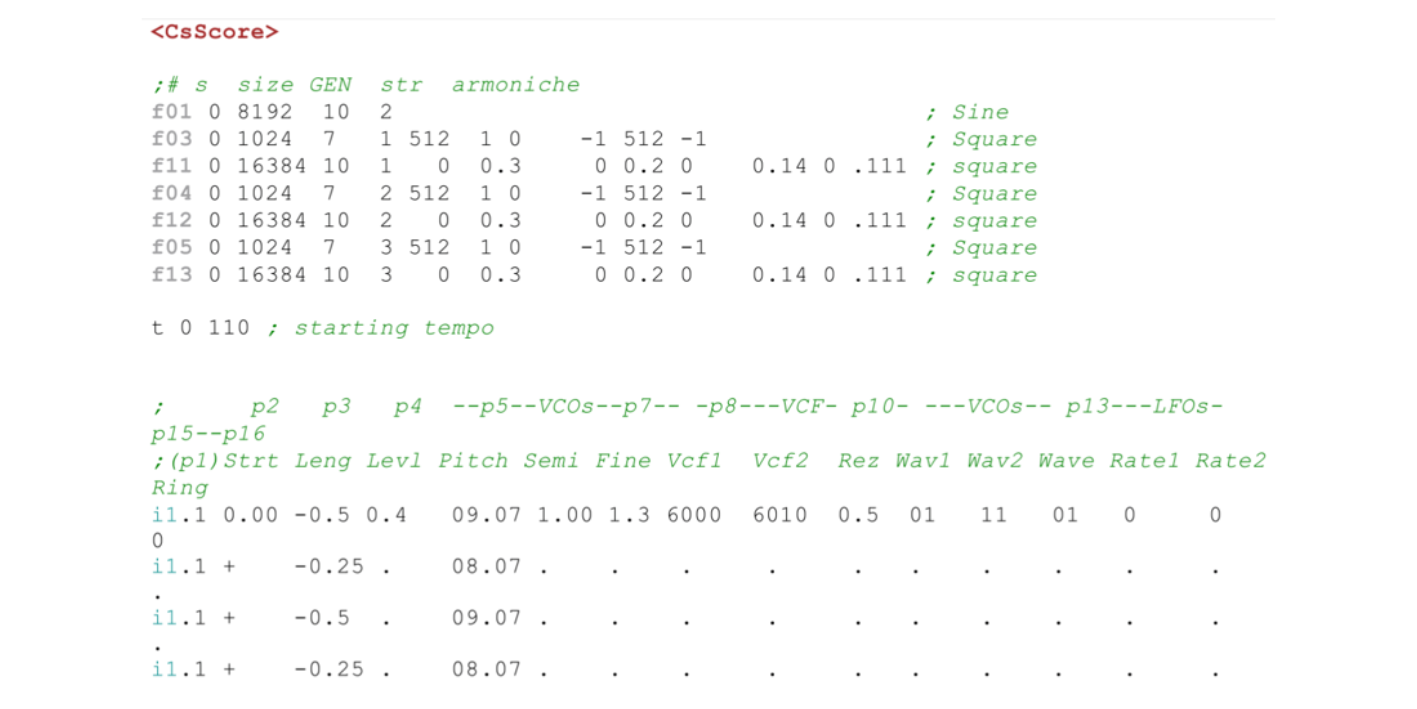 <CsScore>
;# s  size GEN  str  armoniche
f01 0 8192  10  2                                     ; Sine
f03 0 1024  7   1 512  1 0    -1 512 -1               ; Square
f11 0 16384 10  1   0  0.3     0 0.2 0    0.14 0 .111 ; square
f04 0 1024  7   2 512  1 0    -1 512 -1               ; Square
f12 0 16384 10  2   0  0.3     0 0.2 0    0.14 0 .111 ; square
f05 0 1024  7   3 512  1 0    -1 512 -1               ; Square
f13 0 16384 10  3   0  0.3     0 0.2 0    0.14 0 .111 ; square
t 0 110 ; starting tempo
;      p2   p3   p4  --p5--VCOs--p7-- -p8---VCF- p10- ---VCOs-- p13---LFOs-
p15--p16
;(p1)Strt Leng Levl Pitch Semi Fine Vcf1  Vcf2  Rez Wav1 Wav2 Wave Rate1 Rate2
Ring
i1.1 0.00 -0.5 0.4   09.07 1.00 1.3 6000  6010  0.5  01   11   01   0     0
0
i1.1 +    -0.25 .    08.07 .    .    .     .     .   .    .    .    .     .
.
i1.1 +    -0.5  .    09.07 .    .    .     .     .   .    .    .    .     .
.
i1.1 +    -0.25 .    08.07 .    .    .     .     .   .    .    .    .     .